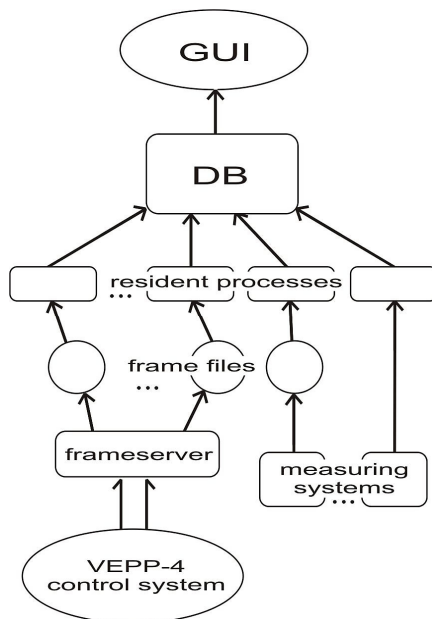 GUI
DB
... resident processes
frame files
...
frameserver
measuring
systems
...
VEPP-4
control system